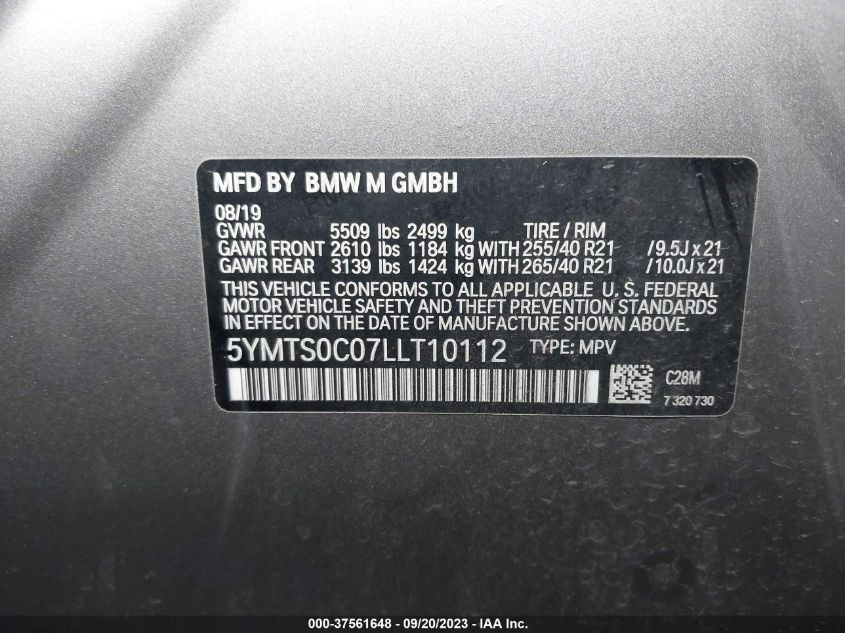 MFD BY BMW M GMBH
08/19
GVWR 5509 lbs 2499 kg TIRE / RIM
GAWR FRONT 2610 lbs 1184 kg WITH 255/40 R21 /9.5J x 21
GAWR REAR 3139 lbs 1424 kg WITH 265/40 R21 /10.0J x 21
THIS VEHICLE CONFORMS TO ALL APPLICABLE U. S. FEDERAL
MOTOR VEHICLE SAFETY AND THEFT PREVENTION STANDARDS
IN EFFECT ON THE DATE OF MANUFACTURE SHOWN ABOVE.
5YMTS0C07LLT10112 TYPE: MPV
C28M
7 320 730
000-37561648 - 09/20/2023 - IAA Inc.